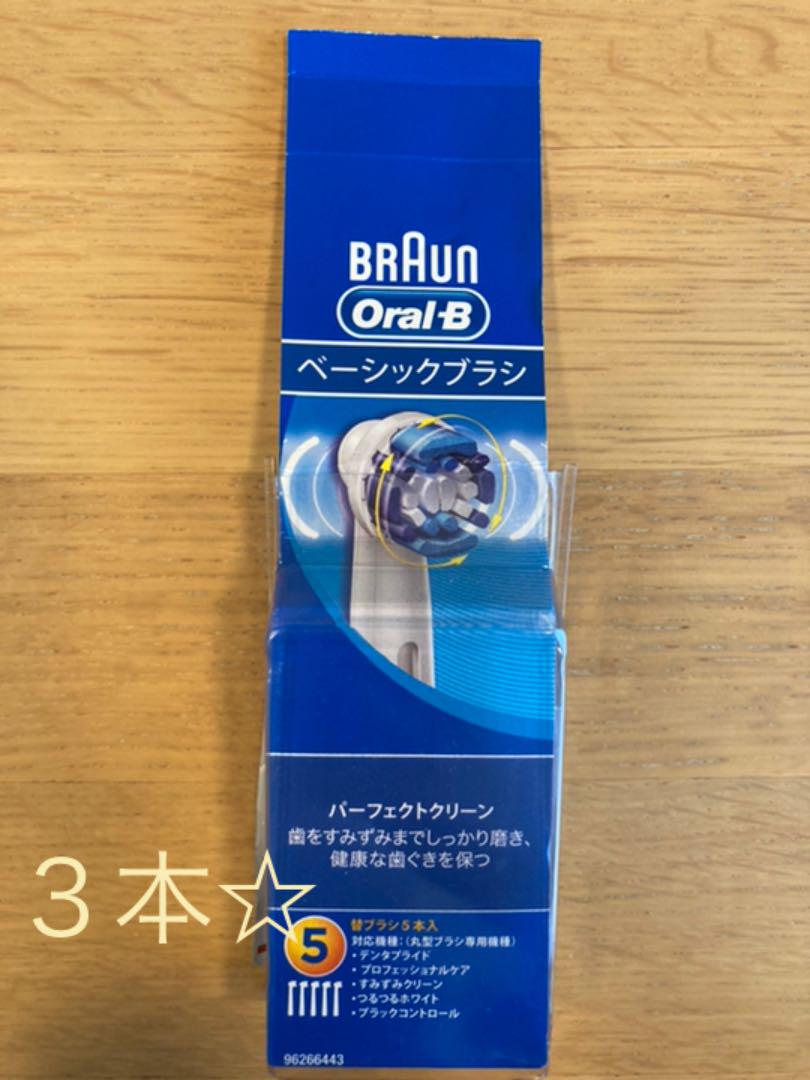 BRAUN
Oral-B
ベーシックブラシ
パーフェクトクリーン
歯をすみずみまでしっかり磨き、
健康な歯ぐきを保つ
3本☆
5
替ブラシ5本入
対応機種:(丸型ブラシ専用機種)
・デンタプライド
・プロフェッショナルケア
・すみずみクリーン
・つるつるホワイト
・プラックコントロール
96266443